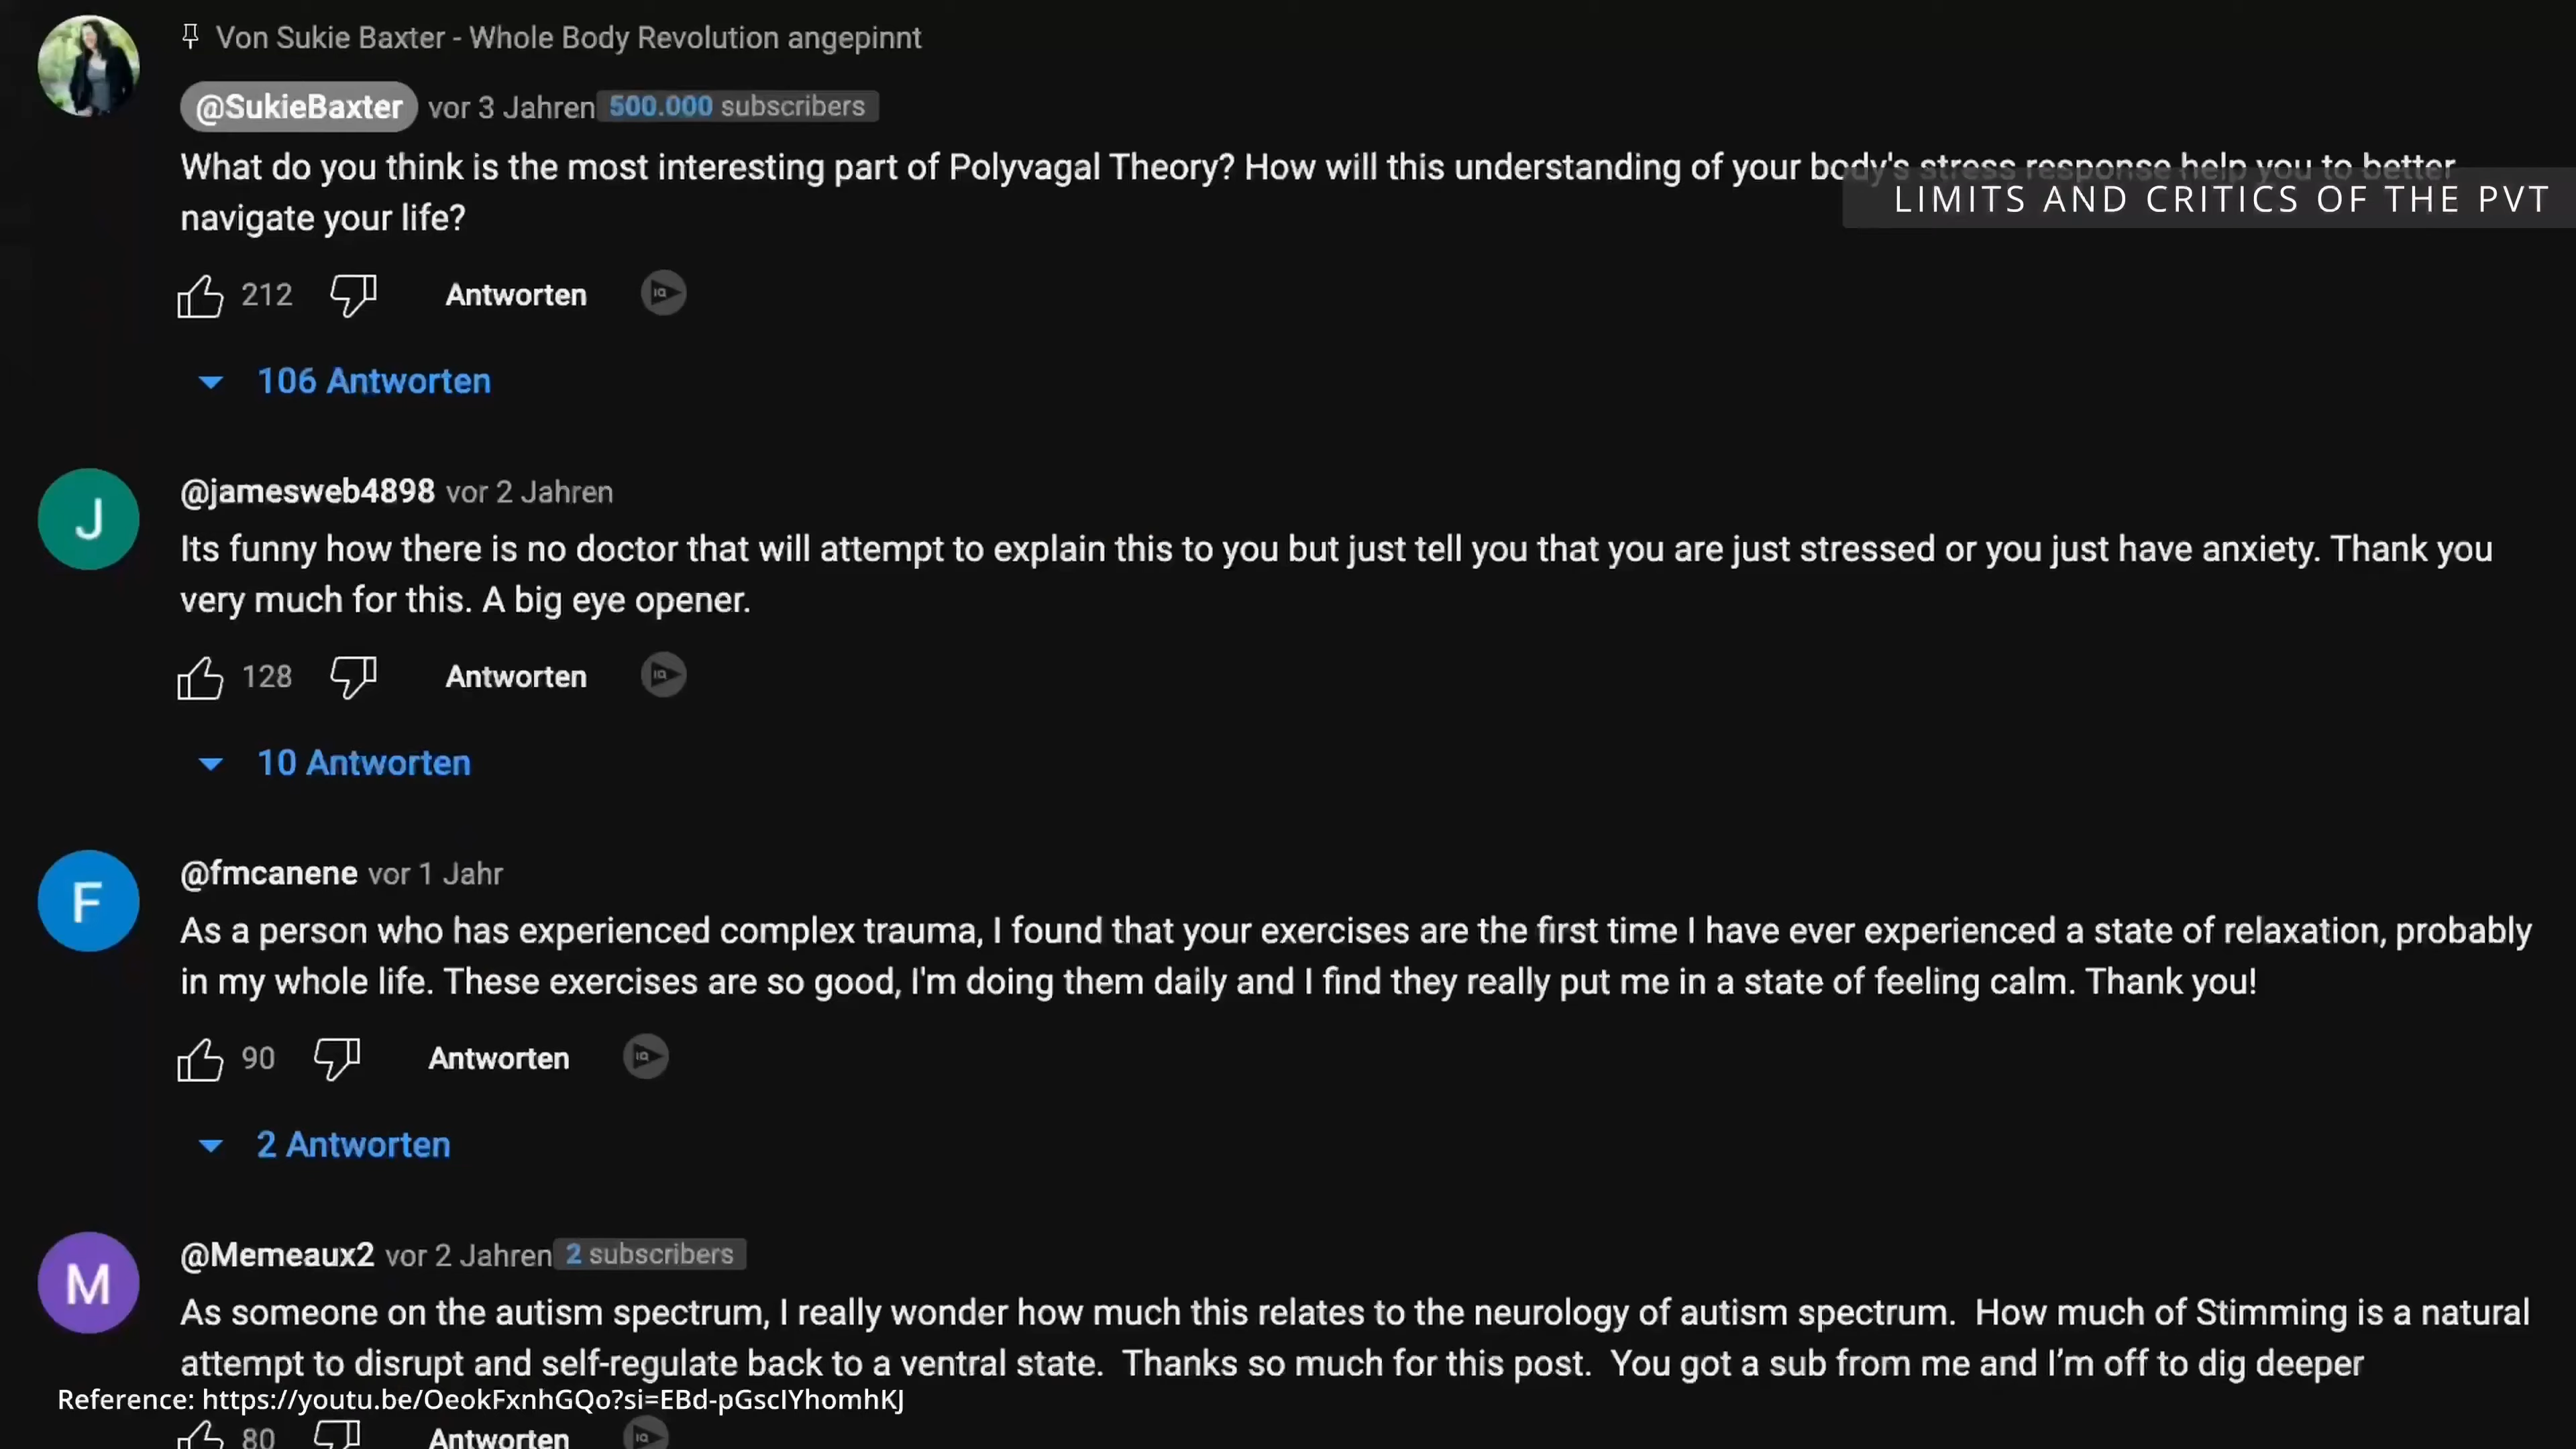 Von Sukie Baxter - Whole Body Revolution angepinnt
@SukieBaxter vor 3 Jahren 500.000 subscribers
What do you think is the most interesting part of Polyvagal Theory? How will this understanding of your body's stress response help you to better
LIMITS AND CRITICS OF THE PVT
navigate your life?
212 Antworten
106 Antworten
J
@jamesweb4898 vor 2 Jahren
Its funny how there is no doctor that will attempt to explain this to you but just tell you that you are just stressed or you just have anxiety. Thank you
very much for this. A big eye opener.
128 Antworten
10 Antworten
F
@fmcanene vor 1 Jahr
As a person who has experienced complex trauma, I found that your exercises are the first time I have ever experienced a state of relaxation, probably
in my whole life. These exercises are so good, I'm doing them daily and I find they really put me in a state of feeling calm. Thank you!
90 Antworten
2 Antworten
M
@Memeaux2 vor 2 Jahren 2 subscribers
As someone on the autism spectrum, I really wonder how much this relates to the neurology of autism spectrum. How much of Stimming is a natural
attempt to disrupt and self-regulate back to a ventral state. Thanks so much for this post. You got a sub from me and I'm off to dig deeper
Reference: https://youtu.be/OeokFxnhGQo?si=EBd-pGscIYhomhKJ
80 Antworten